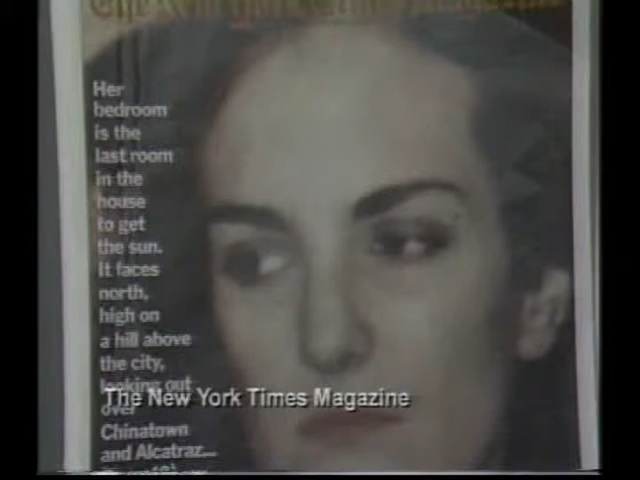 Her
bedroom
is the
last room
in the
house
to get
the sun.
It faces
north,
high on
a hill above
the city,
looking out
over
Chinatown
and Alcatraz...
The New York Times Magazine